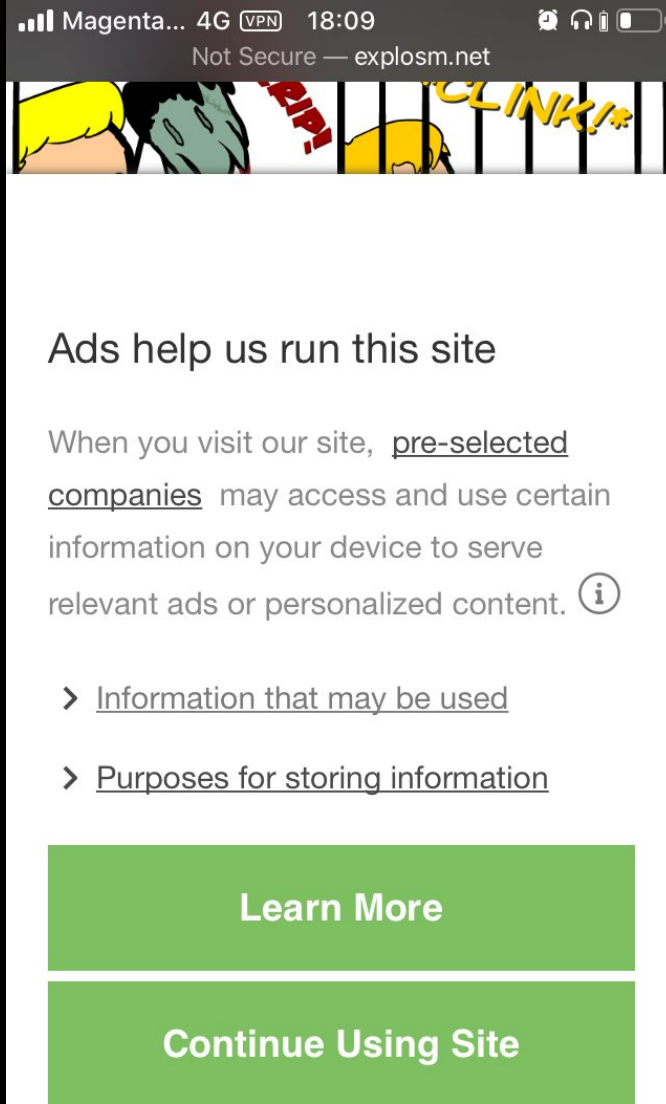 Magenta... 4G VPN 18:09
Not Secure — explosm.net
RIP!
CLINK!*
Ads help us run this site
When you visit our site, pre-selected
companies may access and use certain
information on your device to serve
relevant ads or personalized content. i
Information that may be used
Purposes for storing information
Learn More
Continue Using Site